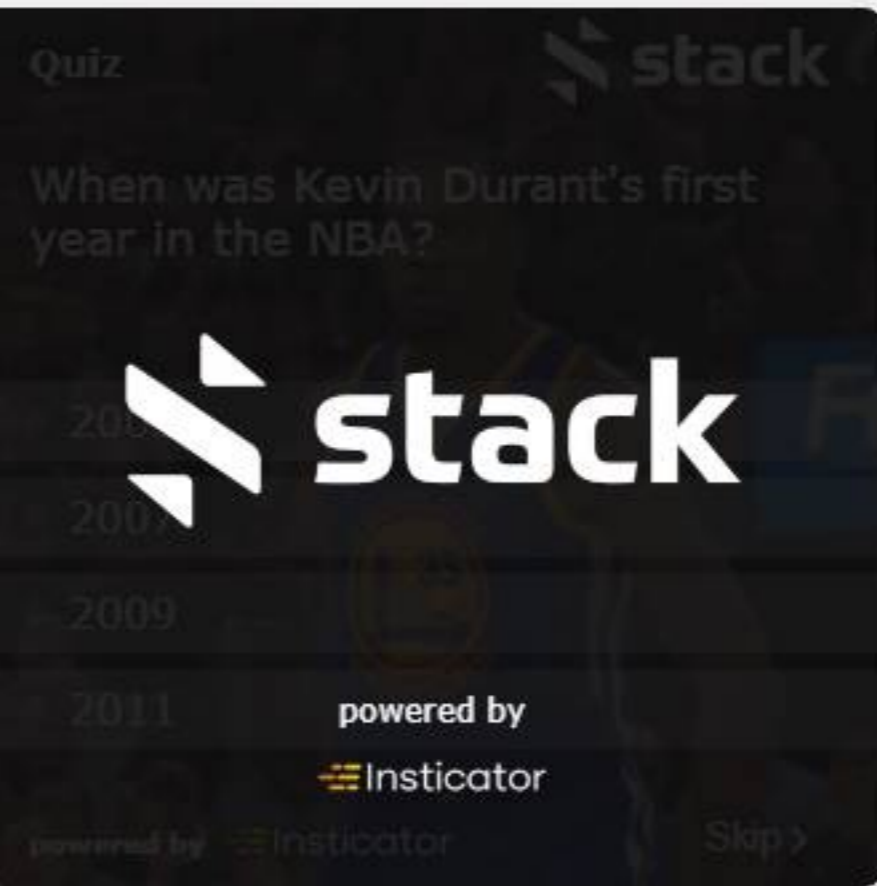 Quiz
stack
When was Kevin Durant's first
year in the NBA?
stack
2007
2009
2011
powered by
Insticator
powered by Insticator
Skip >